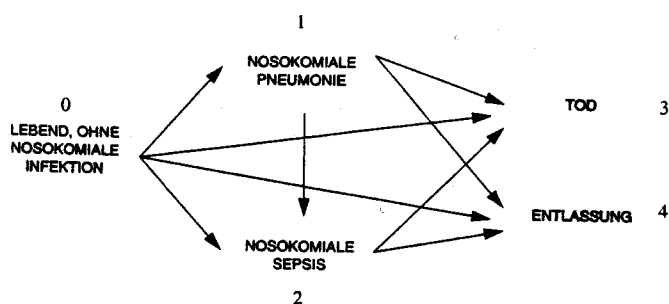 1
NOSOKOMIALE
PNEUMONIE
0
LEBEND, OHNE
NOSOKOMIALE
INFEKTION
TOD
3
ENTLASSUNG
4
NOSOKOMIALE
SEPSIS
2